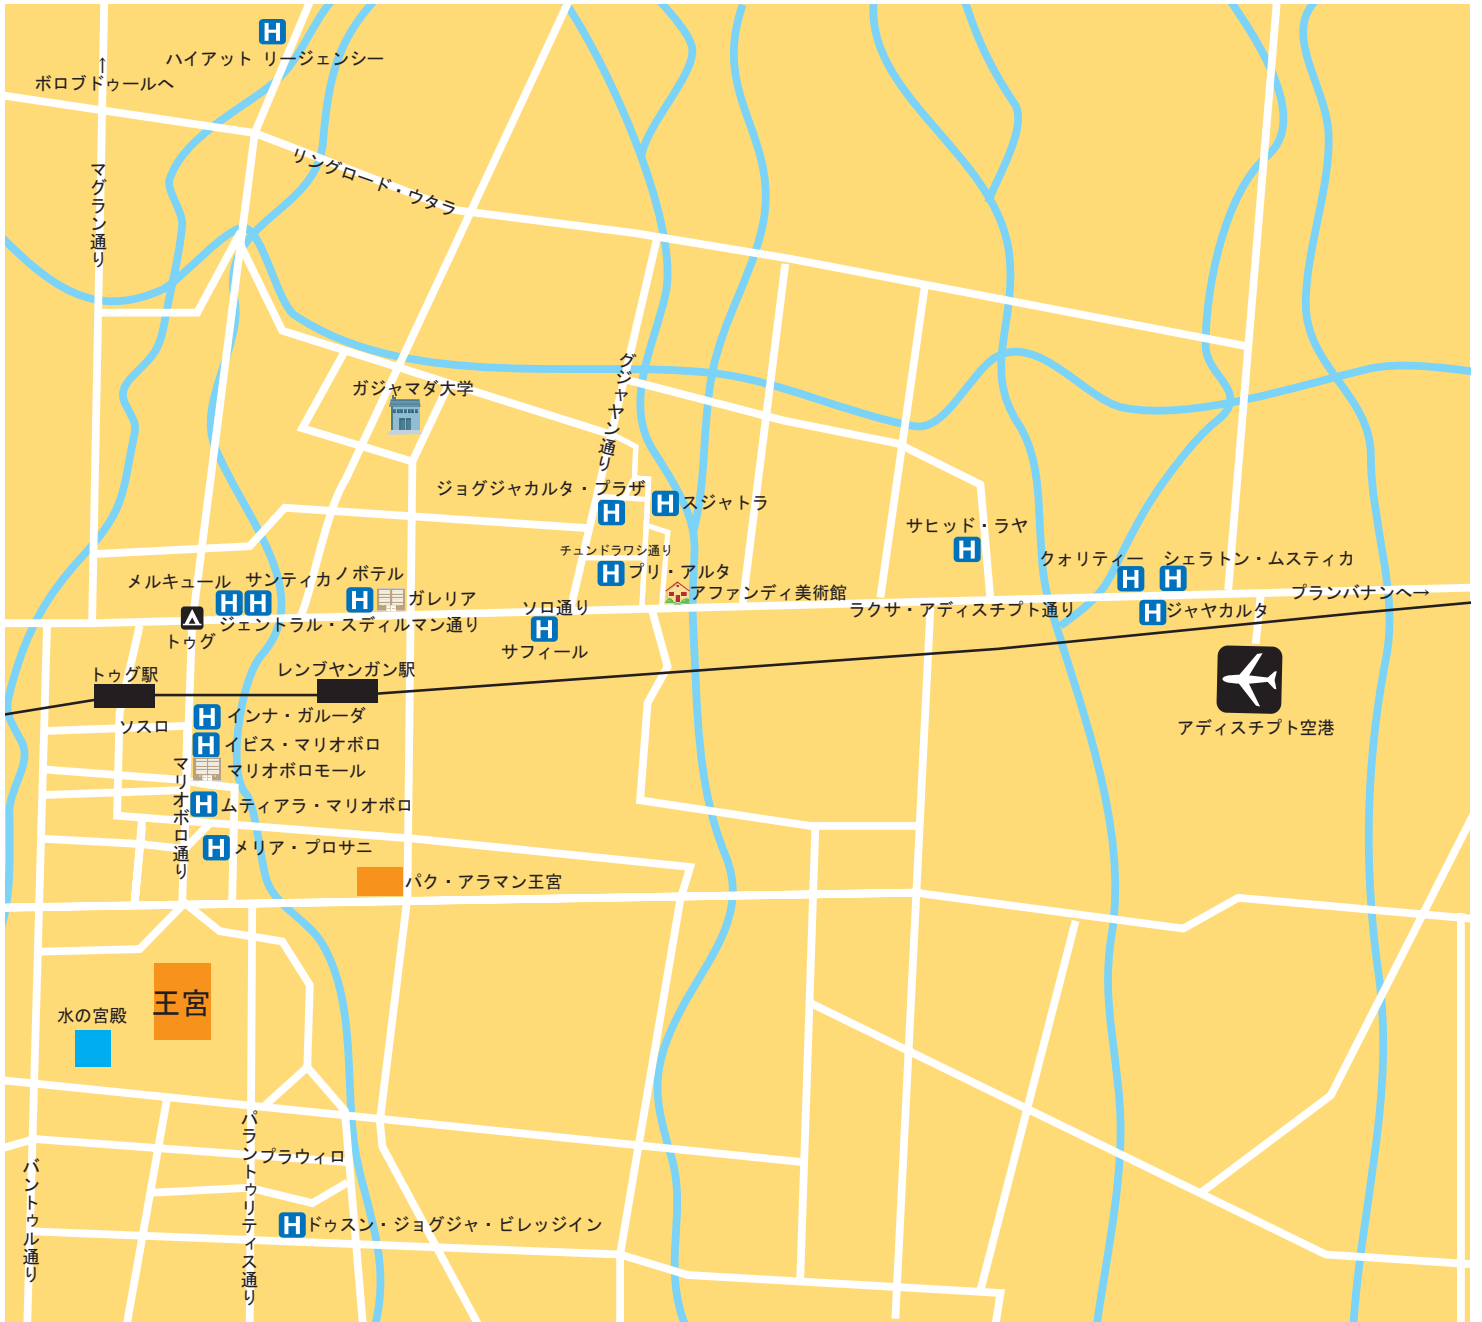 H
ハイアット リージェンシー
↑
ボロブドゥールへ
マグラン通り
リングロード・ウタラ
グジャヤン通り
ガジャマダ大学
ジョグジャカルタ・プラザ
H
H
スジャトラ
サヒッド・ラヤ
H
チュンドラワシ通り
H
プリ・アルタ
アファンディ美術館
クォリティー
H
シェラトン・ムスティカ
H
プランバナンへ→
ラクサ・アディスチプト通り
H
ジャヤカルタ
メルキュール
H
サンティカ
H
ノボテル
H
ガレリア
ソロ通り
H
サフィール
トゥグ
ジェントラル・スディルマン通り
トゥグ駅
レンプヤンガン駅
ソスロ
H
インナ・ガルーダ
H
イビス・マリオボロ
マリオボロモール
マリオボロ通り
H
ムティアラ・マリオボロ
H
メリア・プロサニ
パク・アラマン王宮
アディスチプト空港
王宮
水の宮殿
パラントゥリティス通り
プラウィロ
バントゥル通り
H
ドゥスン・ジョグジャ・ビレッジイン